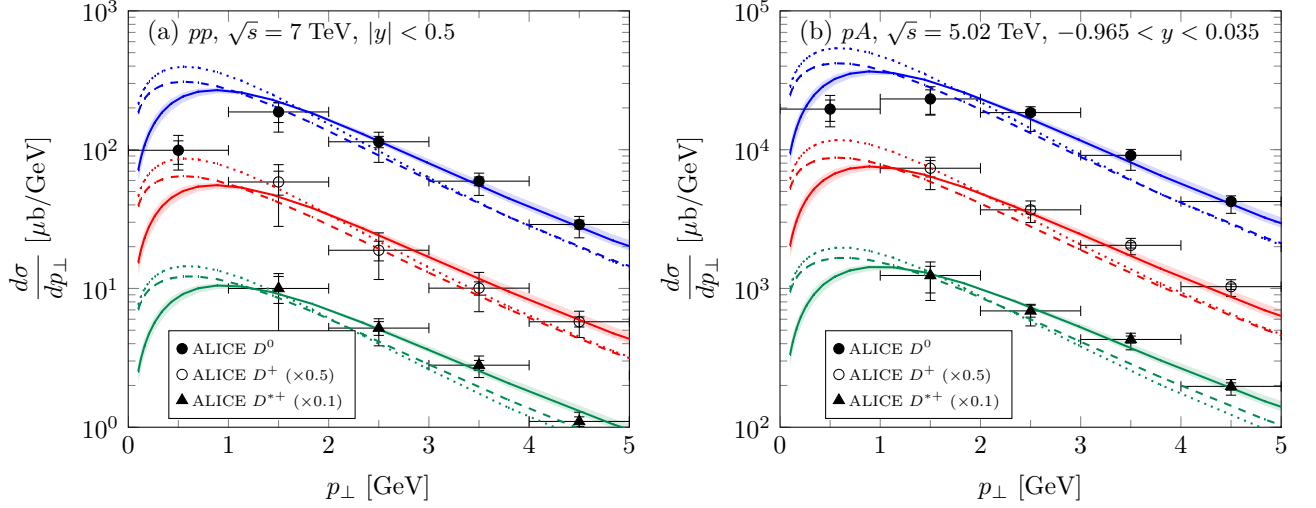 (a) pp, √s = 7 TeV, |y| < 0.5
10³
10²
10¹
10⁰
dσ/dp⊥ [μb/GeV]
ALICE D⁰
ALICE D⁺ (×0.5)
ALICE D*⁺ (×0.1)
0 1 2 3 4 5
p⊥ [GeV]
(b) pA, √s = 5.02 TeV, −0.965 < y < 0.035
10⁵
10⁴
10³
10²
dσ/dp⊥ [μb/GeV]
ALICE D⁰
ALICE D⁺ (×0.5)
ALICE D*⁺ (×0.1)
0 1 2 3 4 5
p⊥ [GeV]